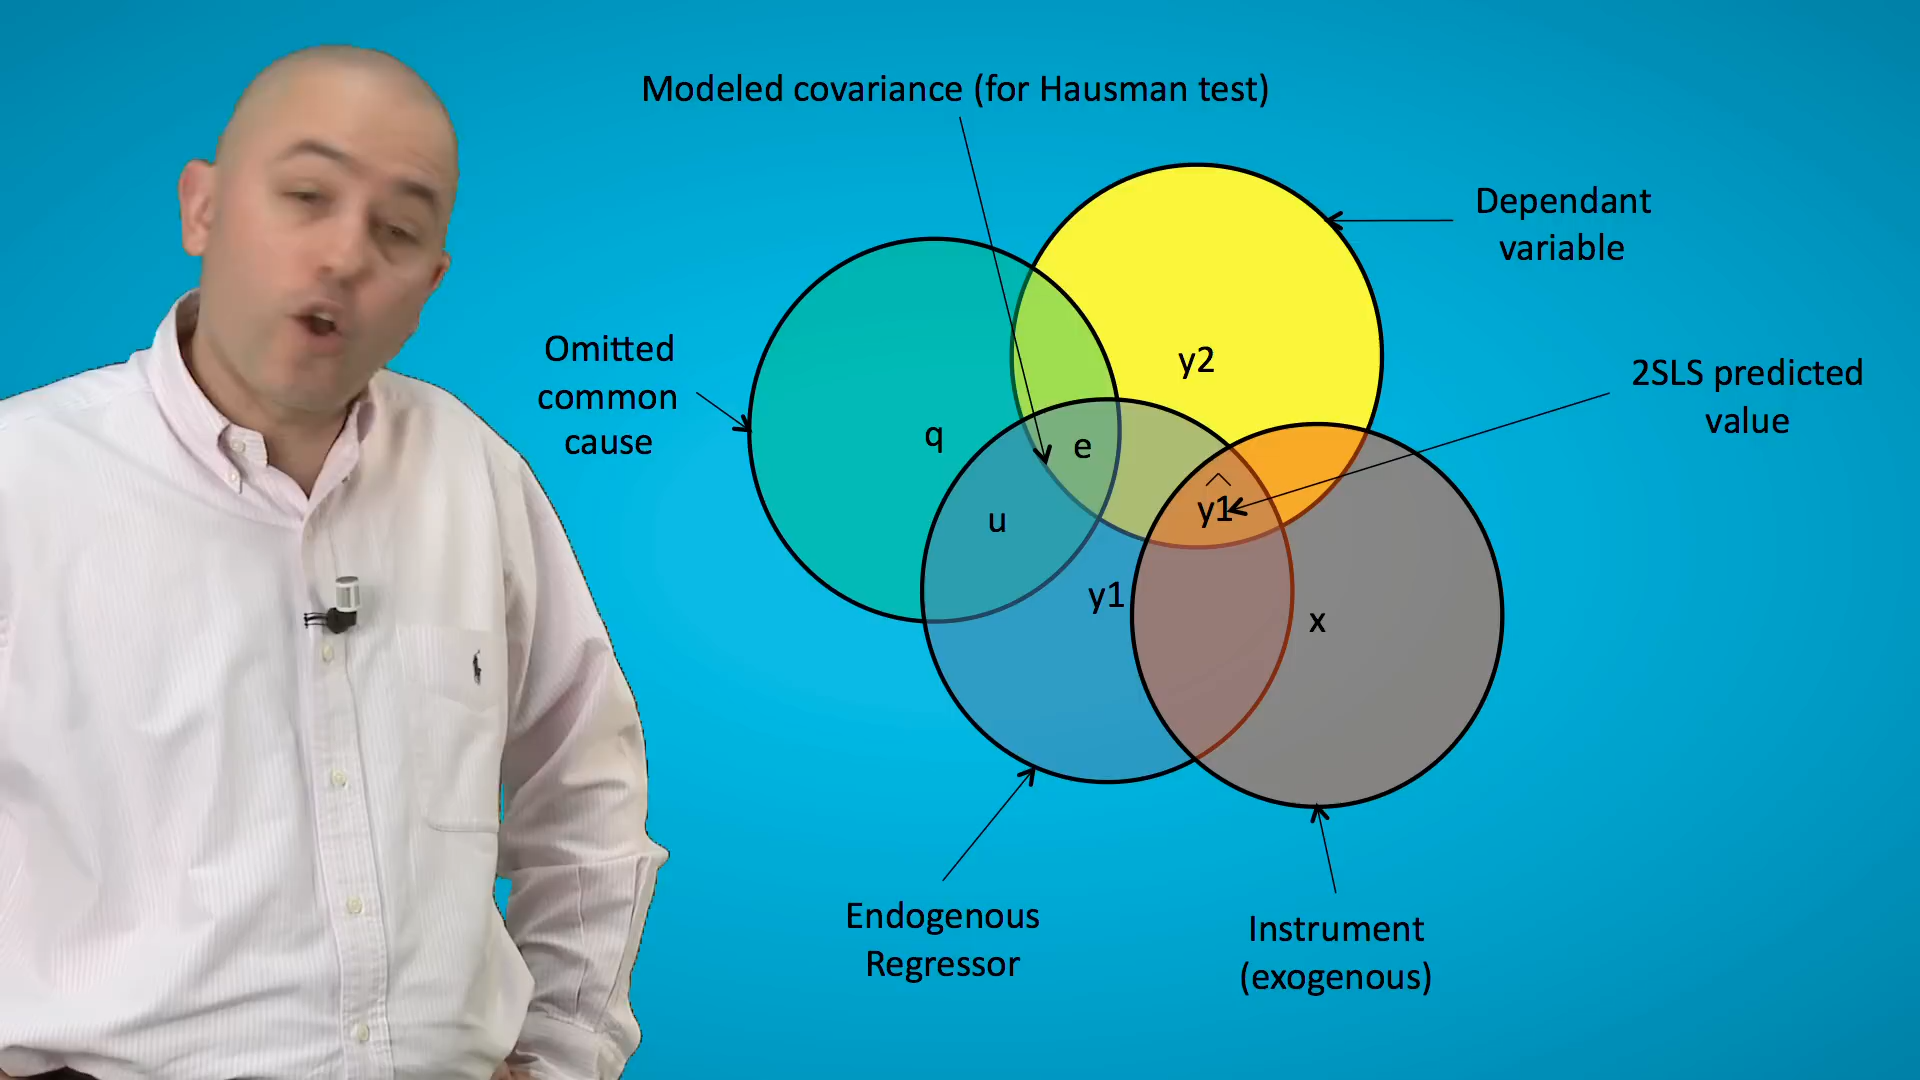 Modeled covariance (for Hausman test)
Dependant
variable
Omitted
common
cause
2SLS predicted
value
y2
q
e
ŷ1
u
y1
x
Endogenous
Regressor
Instrument
(exogenous)